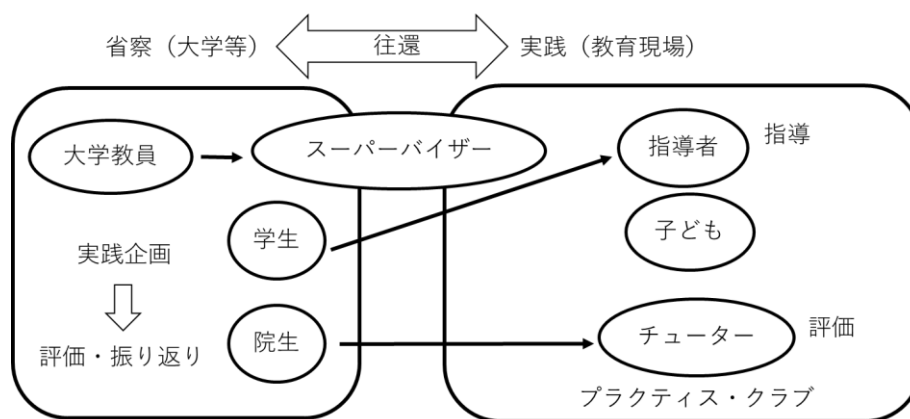 省察（大学等）
往還
実践（教育現場）
大学教員
スーパーバイザー
指導者
指導
学生
子ども
実践企画
院生
チューター
評価
評価・振り返り
プラクティス・クラブ